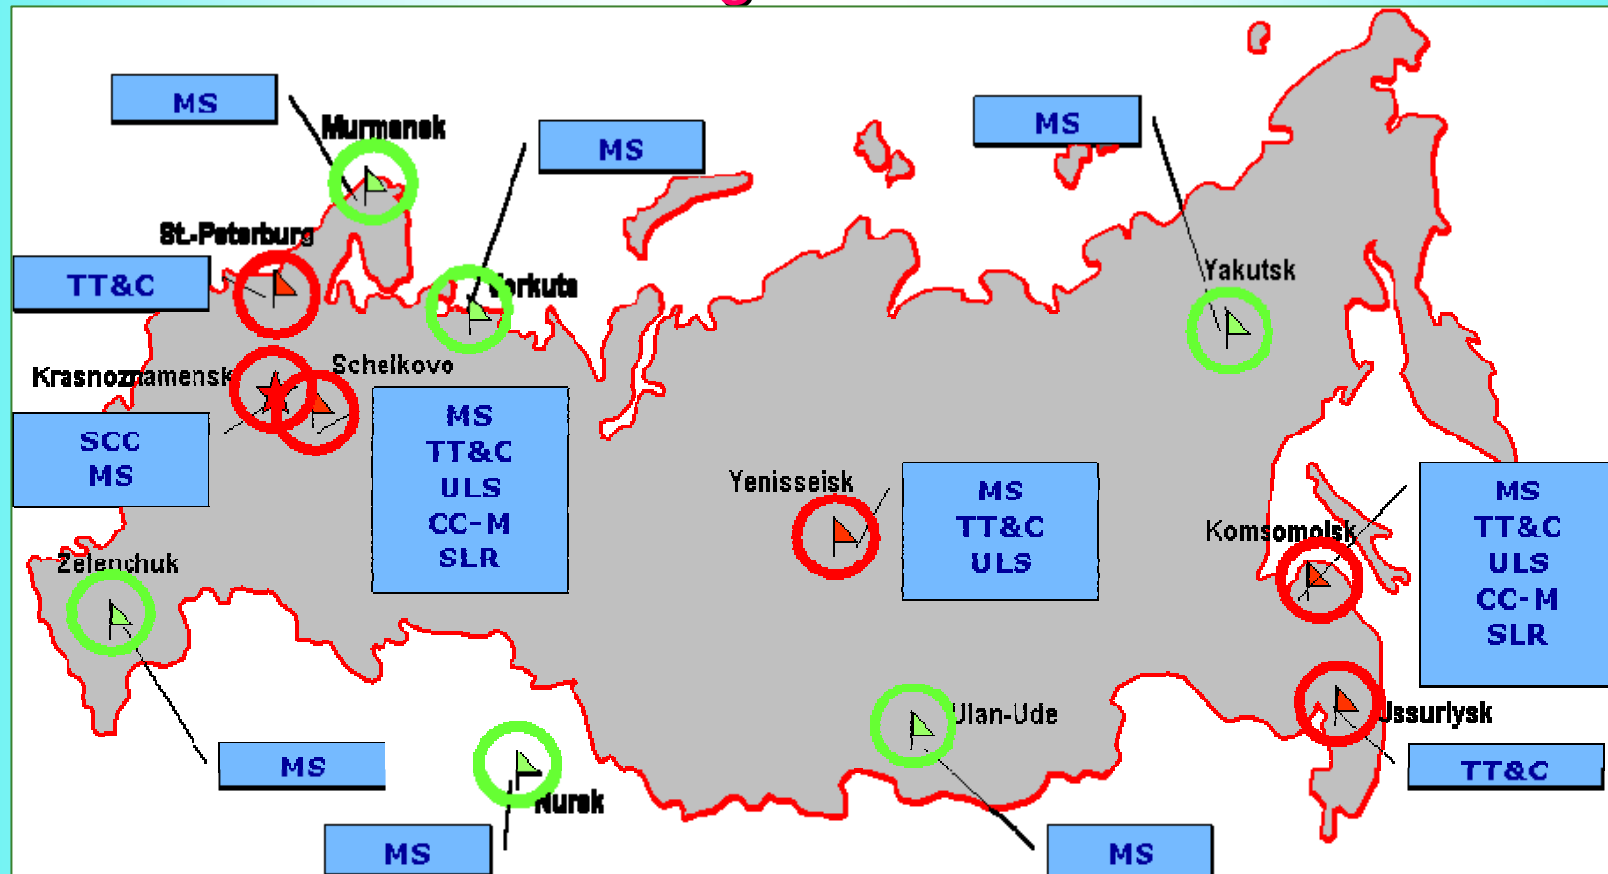 MS
Murmansk
MS
MS
St.-Peterburg
TT&C
Vorkuta
Yakutsk
Krasnoznamensk
Schelkovo
SCC
MS
MS
TT&C
ULS
CC-M
SLR
Yenisseisk
MS
TT&C
ULS
Komsomolsk
MS
TT&C
ULS
CC-M
SLR
Zelenchuk
MS
Nurek
MS
Ulan-Ude
MS
Ussuriysk
TT&C